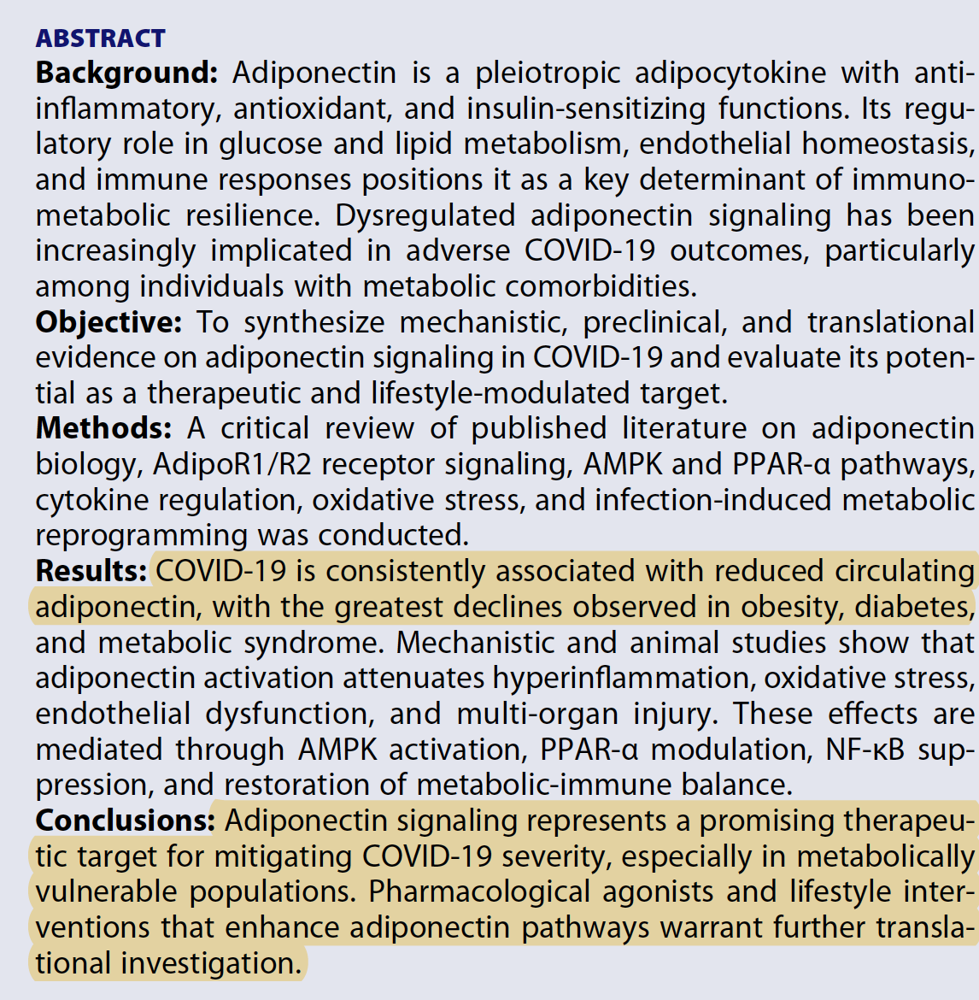 ABSTRACT
Background: Adiponectin is a pleiotropic adipocytokine with anti-
inflammatory, antioxidant, and insulin-sensitizing functions. Its regu-
latory role in glucose and lipid metabolism, endothelial homeostasis,
and immune responses positions it as a key determinant of immuno-
metabolic resilience. Dysregulated adiponectin signaling has been
increasingly implicated in adverse COVID-19 outcomes, particularly
among individuals with metabolic comorbidities.
Objective: To synthesize mechanistic, preclinical, and translational
evidence on adiponectin signaling in COVID-19 and evaluate its poten-
tial as a therapeutic and lifestyle-modulated target.
Methods: A critical review of published literature on adiponectin
biology, AdipoR1/R2 receptor signaling, AMPK and PPAR-α pathways,
cytokine regulation, oxidative stress, and infection-induced metabolic
reprogramming was conducted.
Results: COVID-19 is consistently associated with reduced circulating
adiponectin, with the greatest declines observed in obesity, diabetes,
and metabolic syndrome. Mechanistic and animal studies show that
adiponectin activation attenuates hyperinflammation, oxidative stress,
endothelial dysfunction, and multi-organ injury. These effects are
mediated through AMPK activation, PPAR-α modulation, NF-κB sup-
pression, and restoration of metabolic-immune balance.
Conclusions: Adiponectin signaling represents a promising therapeu-
tic target for mitigating COVID-19 severity, especially in metabolically
vulnerable populations. Pharmacological agonists and lifestyle inter-
ventions that enhance adiponectin pathways warrant further transla-
tional investigation.